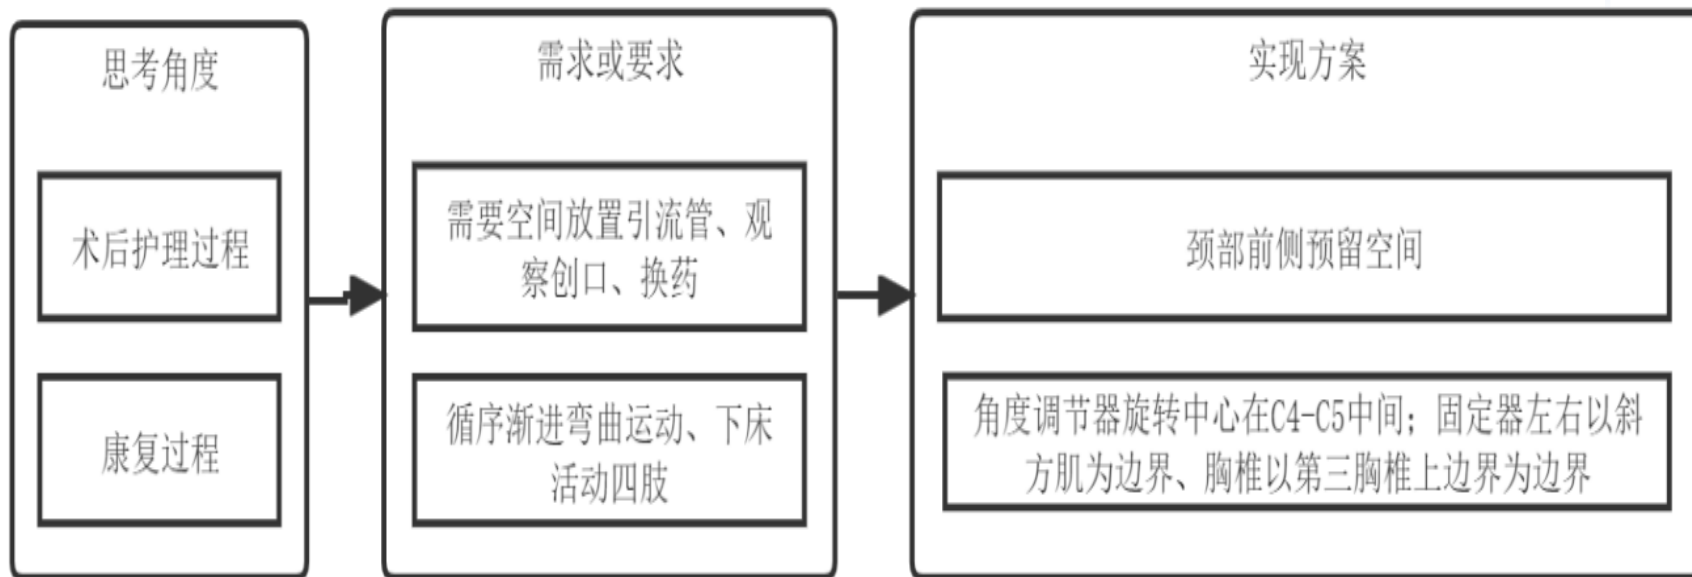 思考角度
术后护理过程
康复过程
需求或要求
需要空间放置引流管、观
察创口、换药
循序渐进弯曲运动、下床
活动四肢
实现方案
颈部前侧预留空间
角度调节器旋转中心在C4-C5中间；固定器左右以斜
方肌为边界、胸椎以第三胸椎上边界为边界